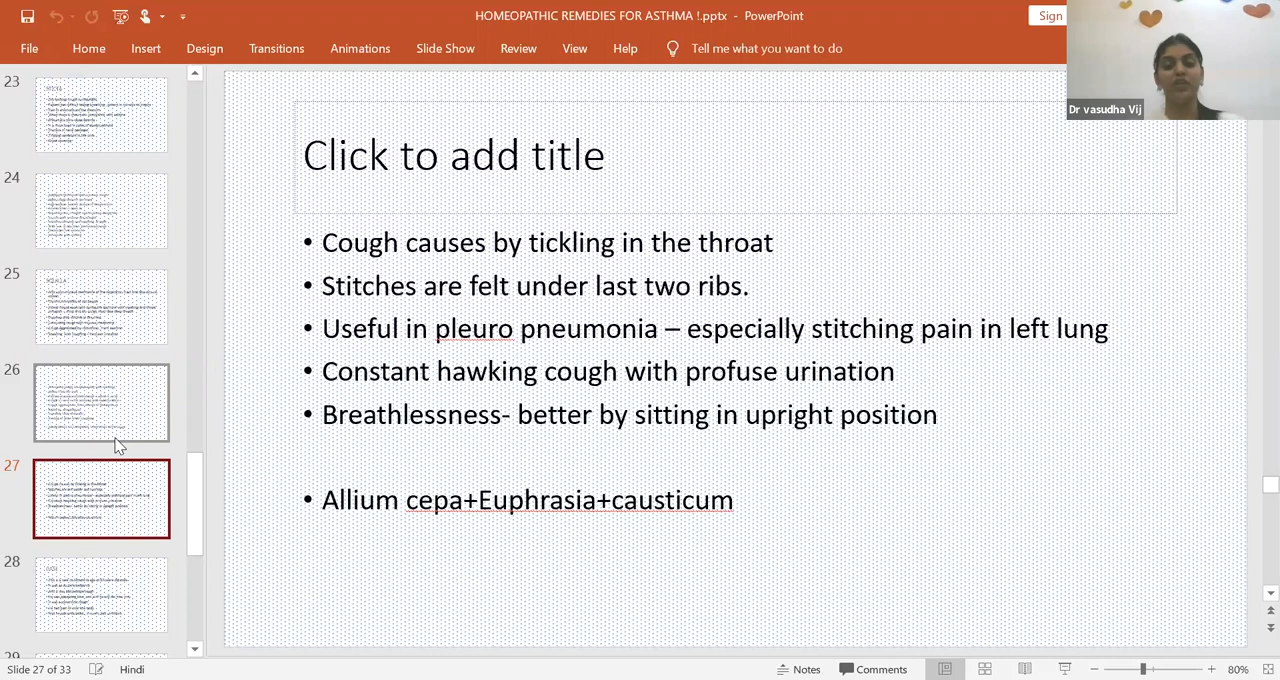 HOMEOPATHIC REMEDIES FOR ASTHMA !.pptx - PowerPoint
Sign
File Home Insert Design Transitions Animations Slide Show Review View Help Tell me what you want to do
Dr vasudha Vij
23
24
25
26
27
28
29
Click to add title
• Cough causes by tickling in the throat
• Stitches are felt under last two ribs.
• Useful in pleuro pneumonia – especially stitching pain in left lung
• Constant hawking cough with profuse urination
• Breathlessness- better by sitting in upright position
• Allium cepa+Euphrasia+causticum
Slide 27 of 33 Hindi Notes Comments 80%